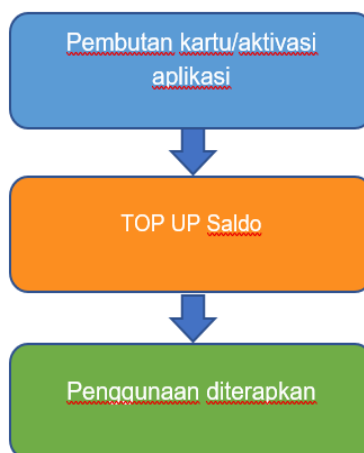 Pembutan kartu/aktivasi
aplikasi
TOP UP Saldo
Penggunaan diterapkan